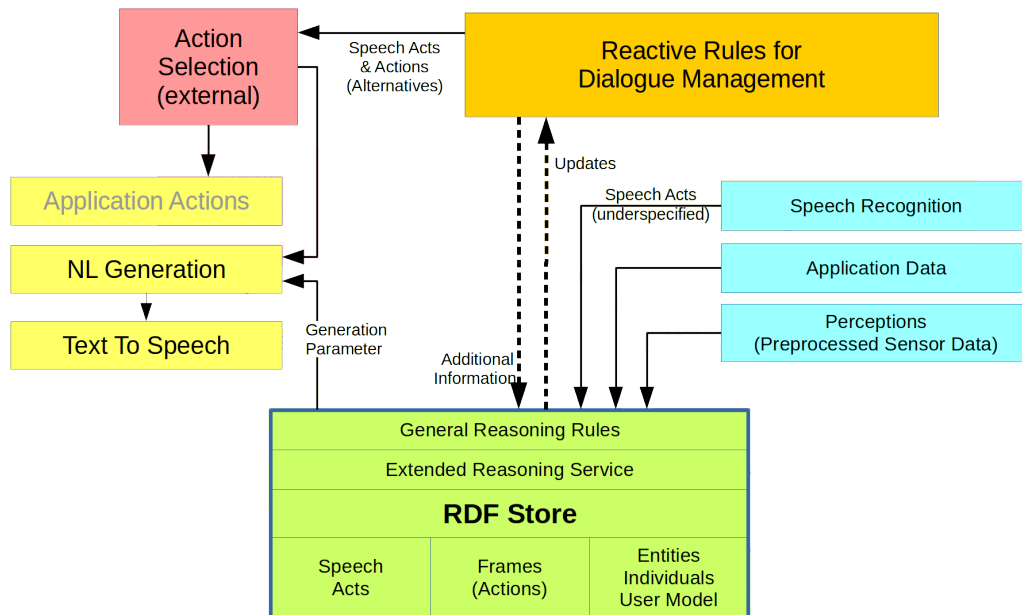 Action
Selection
(external)
Speech Acts
& Actions
(Alternatives)
Reactive Rules for
Dialogue Management
Updates
Application Actions
Speech Acts
(underspecified)
Speech Recognition
NL Generation
Application Data
Generation
Parameter
Text To Speech
Perceptions
(Preprocessed Sensor Data)
Additional
Information
General Reasoning Rules
Extended Reasoning Service
RDF Store
Speech
Acts
Frames
(Actions)
Entities
Individuals
User Model